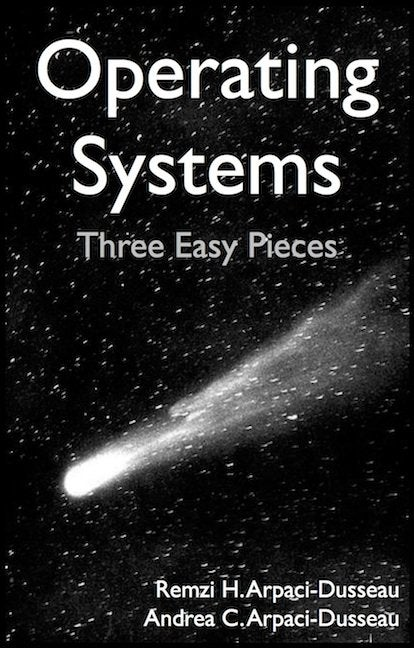 Operating
Systems
Three Easy Pieces
Remzi H. Arpaci-Dusseau
Andrea C. Arpaci-Dusseau